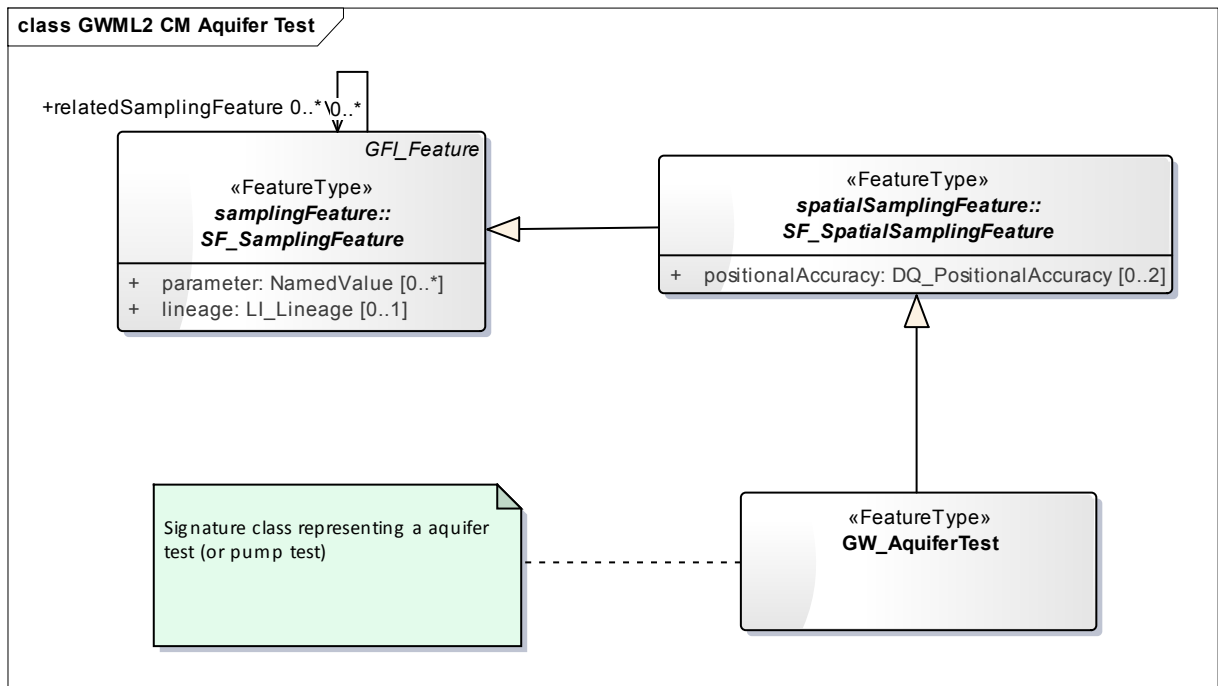 class GWML2 CM Aquifer Test
+relatedSamplingFeature 0..*
0..*
GFI_Feature
«FeatureType»
samplingFeature::
SF_SamplingFeature
+ parameter: NamedValue [0..*]
+ lineage: LI_Lineage [0..1]
«FeatureType»
spatialSamplingFeature::
SF_SpatialSamplingFeature
+ positionalAccuracy: DQ_PositionalAccuracy [0..2]
Signature class representing a aquifer
test (or pump test)
«FeatureType»
GW_AquiferTest